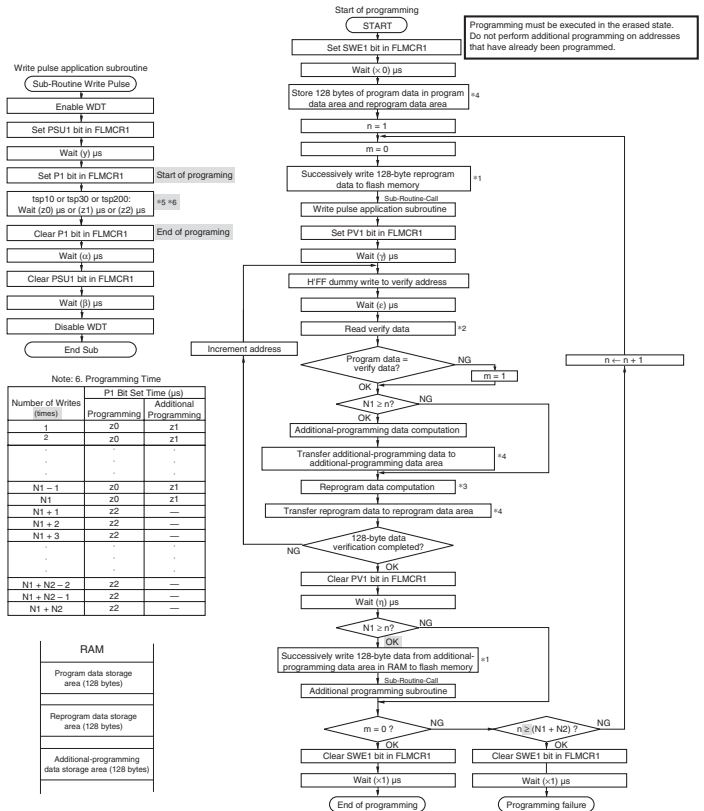 Start of programming
START
Programming must be executed in the erased state.
Do not perform additional programming on addresses
that have already been programmed.
Set SWE1 bit in FLMCR1
Wait (× 0) µs
Store 128 bytes of program data in program
data area and reprogram data area
*4
n = 1
m = 0
Successively write 128-byte reprogram
data to flash memory
*1
Sub-Routine-Call
Write pulse application subroutine
Set PV1 bit in FLMCR1
Wait (γ) µs
H'FF dummy write to verify address
Wait (ε) µs
Read verify data
*2
Increment address
Program data =
verify data?
NG
m = 1
OK
n ← n + 1
N1 ≥ n?
NG
OK
Additional-programming data computation
Transfer additional-programming data to
additional-programming data area
*4
Reprogram data computation
*3
Transfer reprogram data to reprogram data area
*4
128-byte data
verification completed?
NG
OK
Clear PV1 bit in FLMCR1
Wait (η) µs
N1 ≥ n?
NG
OK
Successively write 128-byte data from additional-
programming data area in RAM to flash memory
*1
Sub-Routine-Call
Additional programming subroutine
m = 0 ?
NG
n ≥ (N1 + N2) ?
NG
OK
OK
Clear SWE1 bit in FLMCR1
Clear SWE1 bit in FLMCR1
Wait (×1) µs
Wait (×1) µs
End of programming
Programming failure
Write pulse application subroutine
Sub-Routine Write Pulse
Enable WDT
Set PSU1 bit in FLMCR1
Wait (y) µs
Set P1 bit in FLMCR1
Start of programing
tsp10 or tsp30 or tsp200:
Wait (z0) µs or (z1) µs or (z2) µs
*5 *6
Clear P1 bit in FLMCR1
End of programing
Wait (α) µs
Clear PSU1 bit in FLMCR1
Wait (β) µs
Disable WDT
End Sub
Note: 6. Programming Time
Number of Writes
(times)
P1 Bit Set Time (µs)
Programming
Additional
Programming
1 z0 z1
2 z0 z1
. . .
. . .
. . .
N1 – 1 z0 z1
N1 z0 z1
N1 + 1 z2 —
N1 + 2 z2 —
N1 + 3 z2 —
. . .
. . .
. . .
N1 + N2 – 2 z2 —
N1 + N2 – 1 z2 —
N1 + N2 z2 —
RAM
Program data storage
area (128 bytes)
Reprogram data storage
area (128 bytes)
Additional-programming
data storage area (128 bytes)